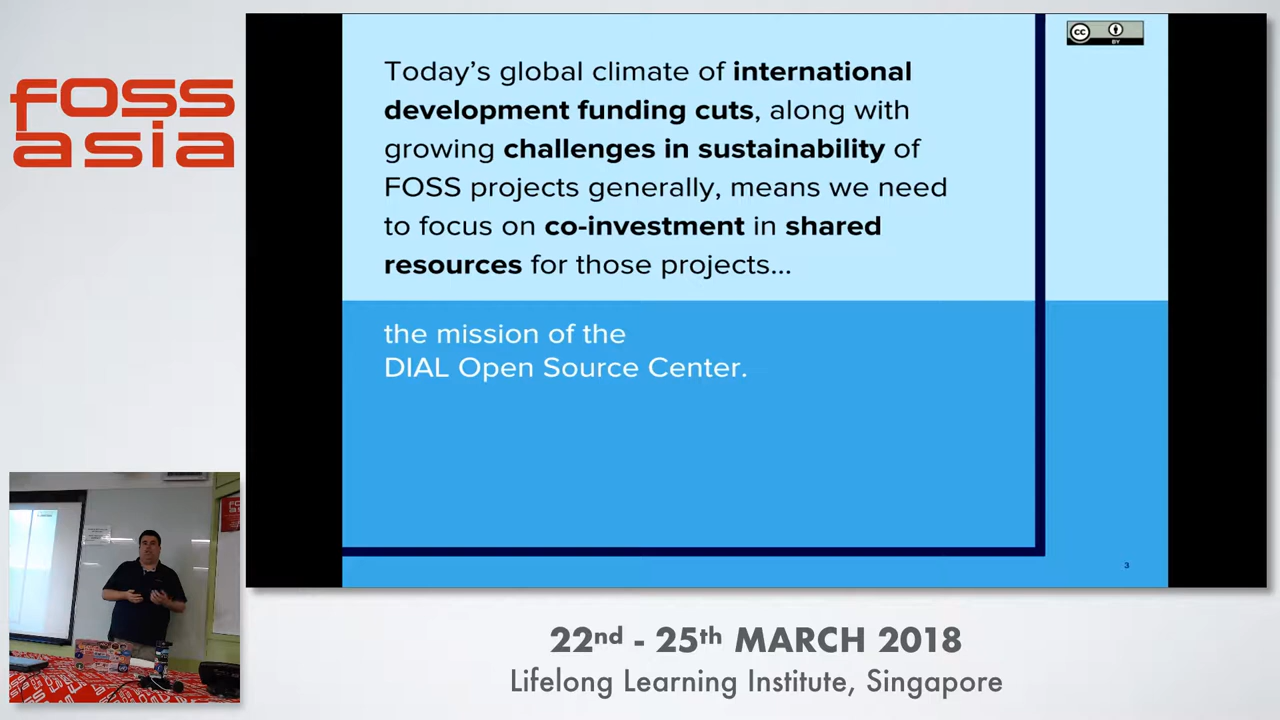 foss
asia
cc
BY
Today's global climate of international
development funding cuts, along with
growing challenges in sustainability of
FOSS projects generally, means we need
to focus on co-investment in shared
resources for those projects...
the mission of the
DIAL Open Source Center.
3
22nd - 25th MARCH 2018
Lifelong Learning Institute, Singapore